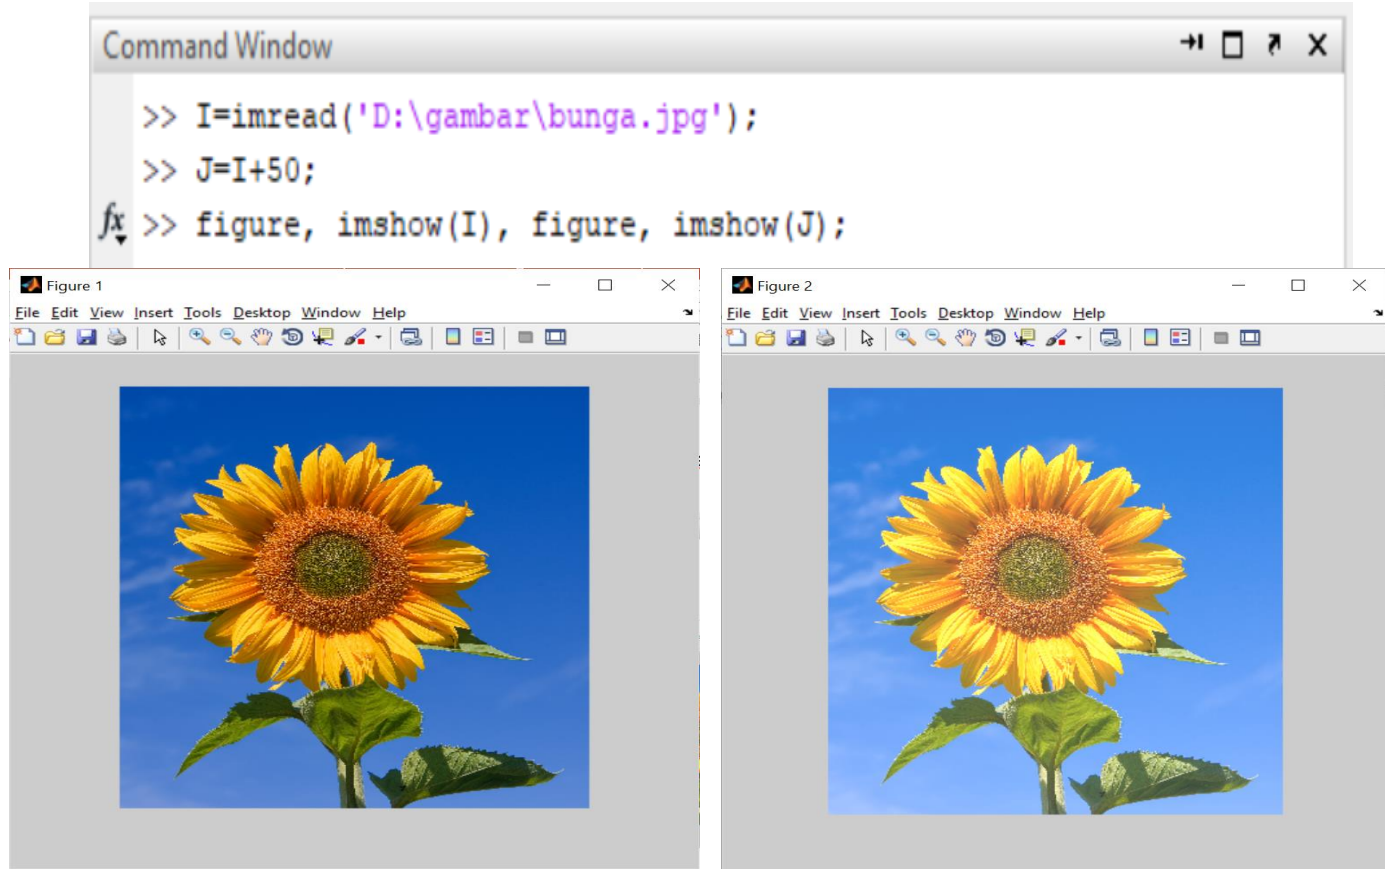 Command Window
>> I=imread('D:\gambar\bunga.jpg');
>> J=I+50;
fx >> figure, imshow(I), figure, imshow(J);
Figure 1
File Edit View Insert Tools Desktop Window Help
Figure 2
File Edit View Insert Tools Desktop Window Help